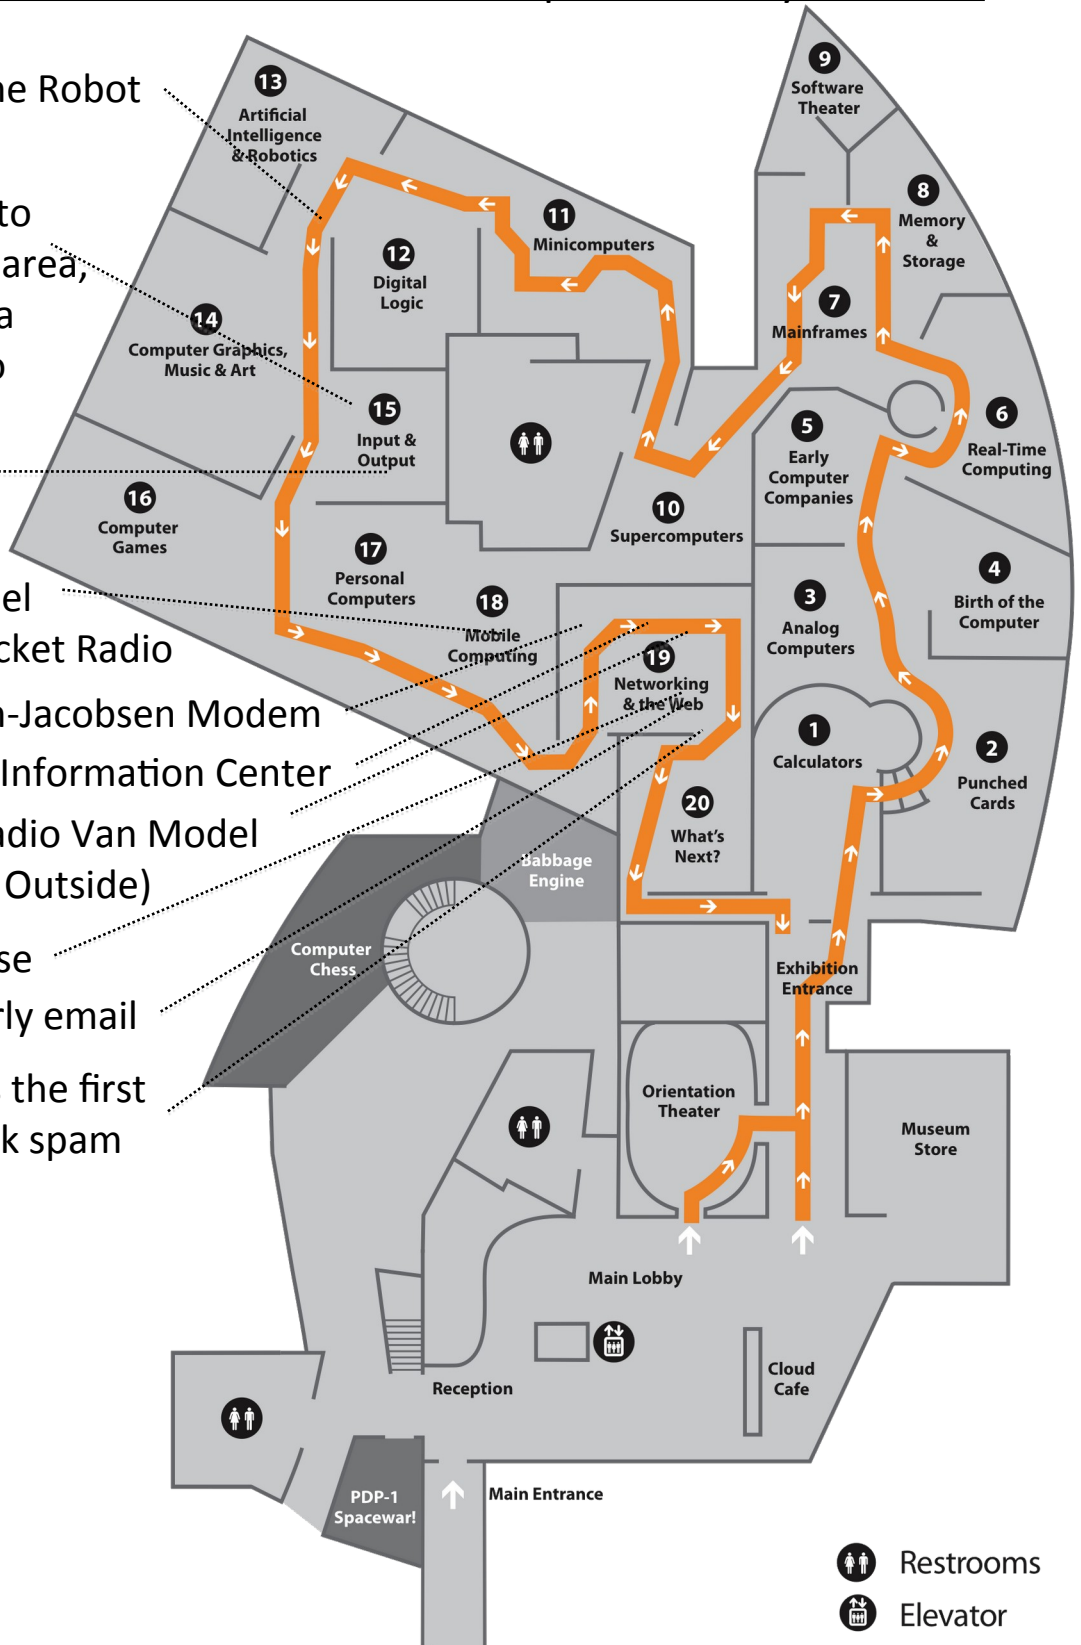 ne Robot
to
area,
a
o
el
cket Radio
n-Jacobsen Modem
Information Center
adio Van Model
Outside)
se
rly email
s the first
k spam
13
Artificial
Intelligence
& Robotics
9
Software
Theater
8
Memory
&
Storage
11
Minicomputers
12
Digital
Logic
7
Mainframes
14
Computer Graphics,
Music & Art
15
Input &
Output
5
Early
Computer
Companies
6
Real-Time
Computing
16
Computer
Games
10
Supercomputers
17
Personal
Computers
18
Mobile
Computing
3
Analog
Computers
4
Birth of the
Computer
19
Networking
& the Web
1
Calculators
2
Punched
Cards
20
What's
Next?
Babbage
Engine
Computer
Chess
Exhibition
Entrance
Orientation
Theater
Museum
Store
Main Lobby
Reception
Cloud
Cafe
PDP-1
Spacewar!
Main Entrance
Restrooms
Elevator